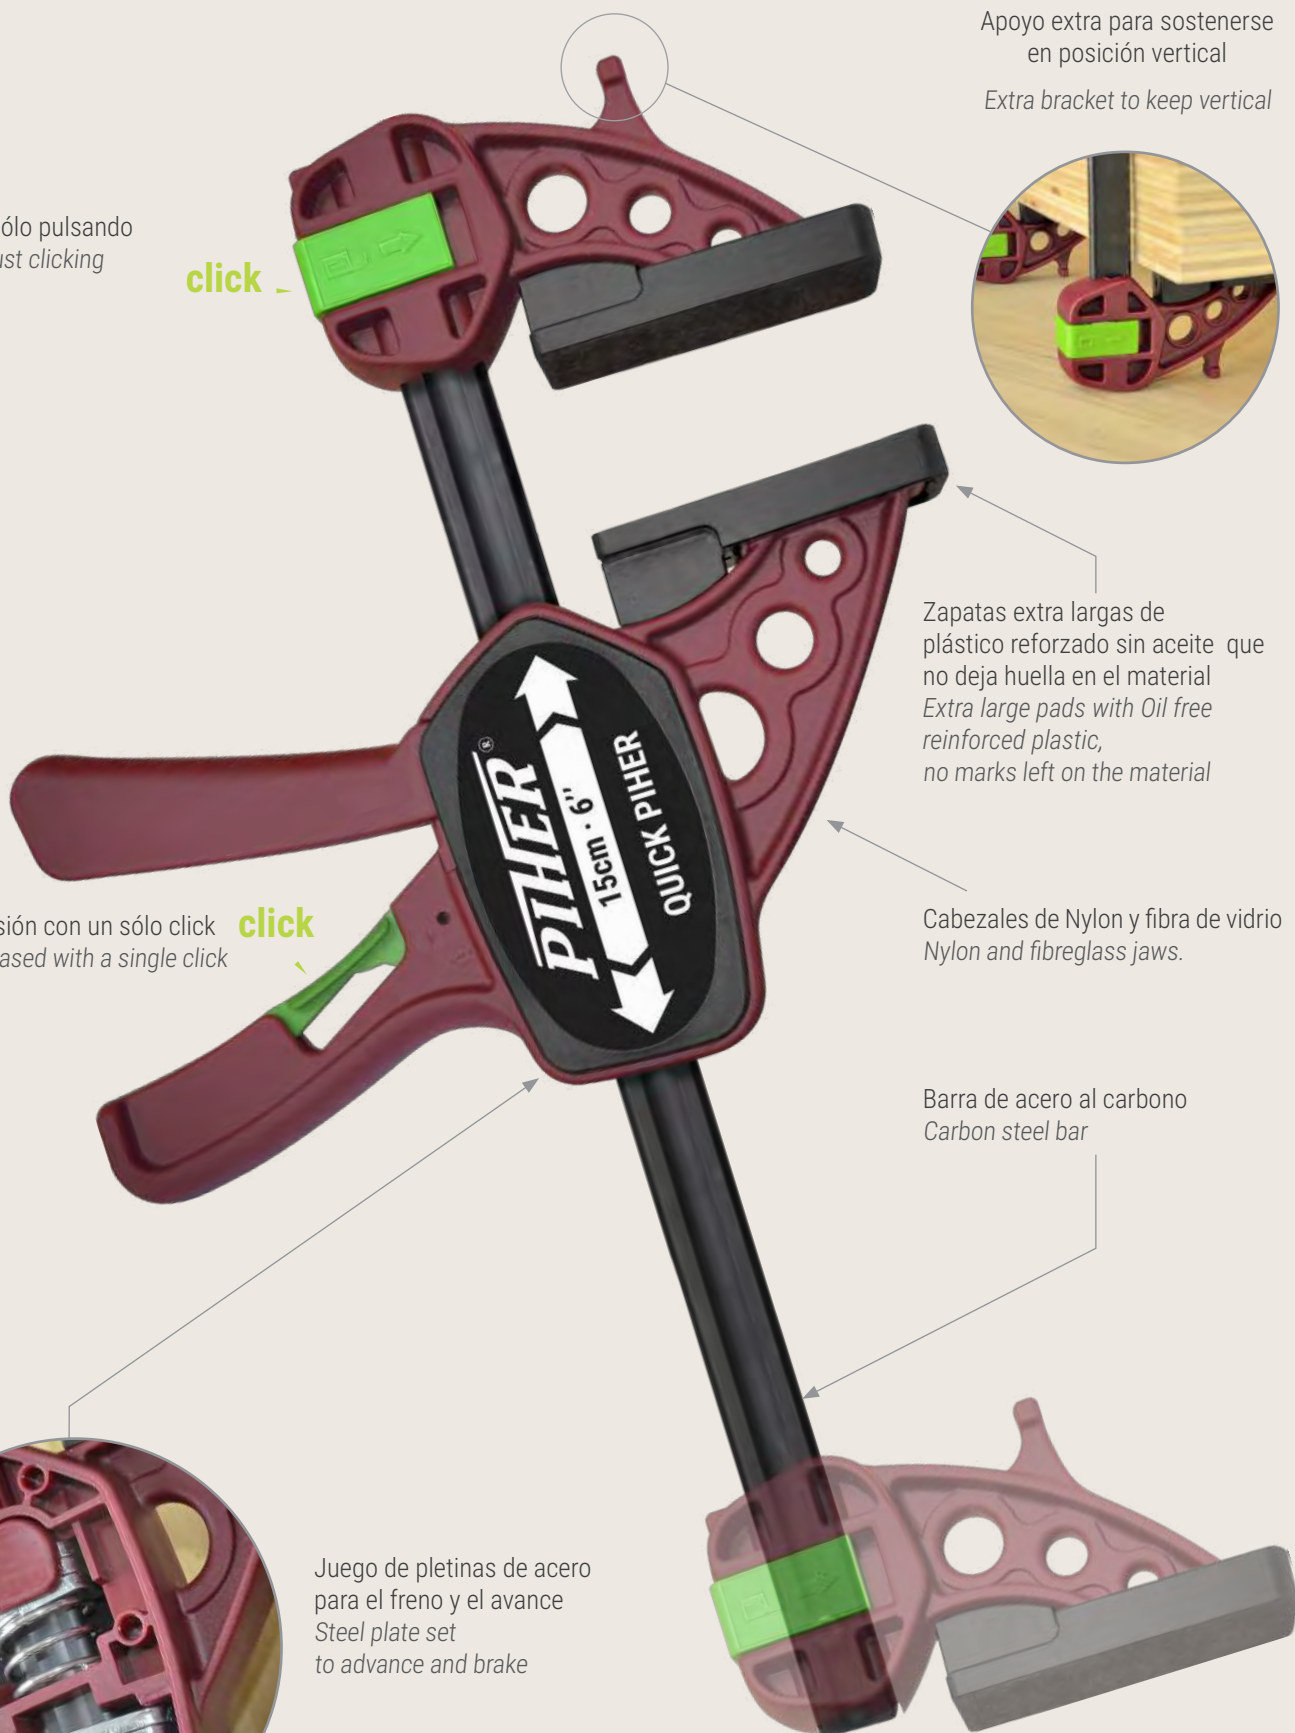 Apoyo extra para sostenerse
en posición vertical
Extra bracket to keep vertical
pulsando
clicking
click
Zapatas extra largas de
plástico reforzado sin aceite que
no deja huella en el material
Extra large pads with Oil free
reinforced plastic,
no marks left on the material
PIHER®
15cm · 6"
QUICK PIHER
con un sólo click
with a single click
click
Cabezales de Nylon y fibra de vidrio
Nylon and fibreglass jaws.
Barra de acero al carbono
Carbon steel bar
Juego de pletinas de acero
para el freno y el avance
Steel plate set
to advance and brake